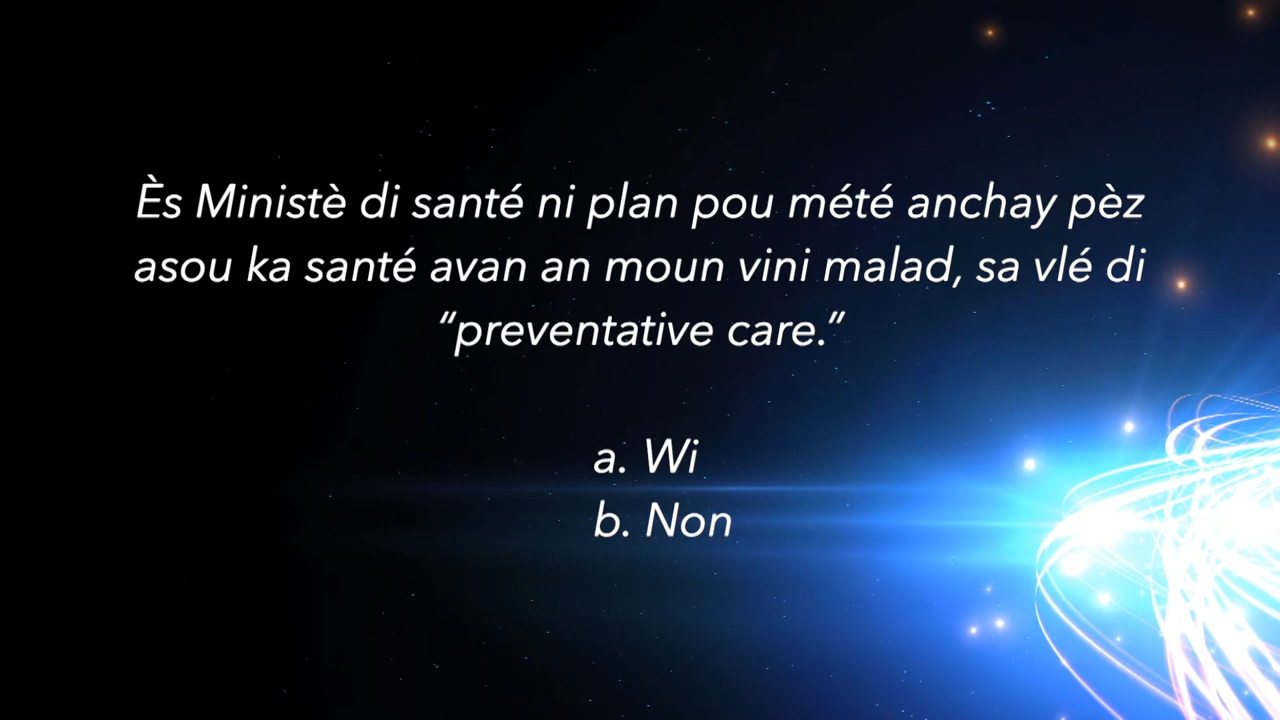 Ès Ministè di santé ni plan pou mété anchay pèz
asou ka santé avan an moun vini malad, sa vlé di
“preventative care.”
a. Wi
b. Non